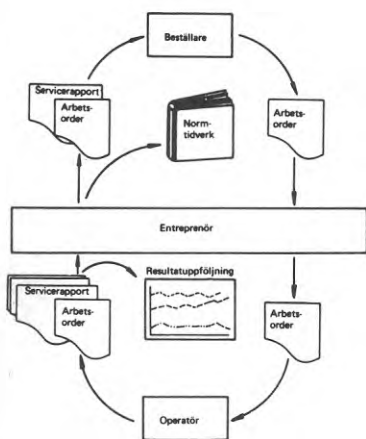 Beställare
Servicerapport
Arbets-
order
Norm-
tidverk
Arbets-
order
Entreprenör
Resultatuppföljning
Servicerapport
Arbets-
order
Arbets-
order
Operatör